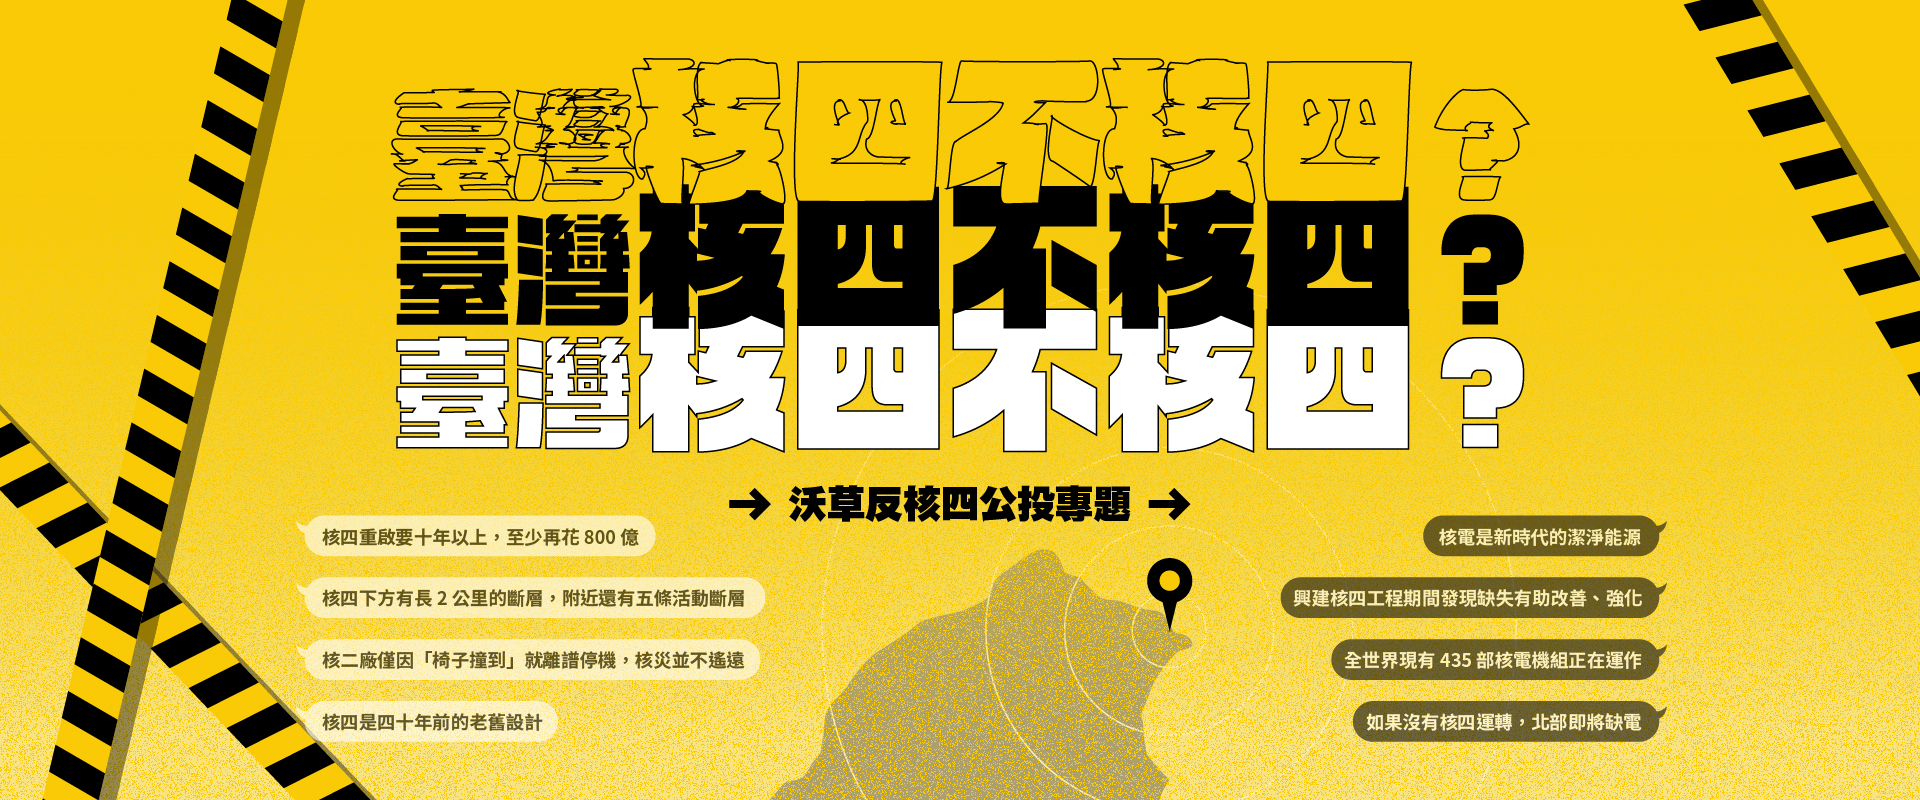 臺灣核四不核四?
臺灣核四不核四?
臺灣核四不核四?
→ 沃草反核四公投專題 →
核四重啟要十年以上，至少再花 800 億
核四下方有長 2 公里的斷層，附近還有五條活動斷層
核二廠僅因「椅子撞到」就離譜停機，核災並不遙遠
核四是四十年前的老舊設計
核電是新時代的潔淨能源
興建核四工程期間發現缺失有助改善、強化
全世界現有 435 部核電機組正在運作
如果沒有核四運轉，北部即將缺電